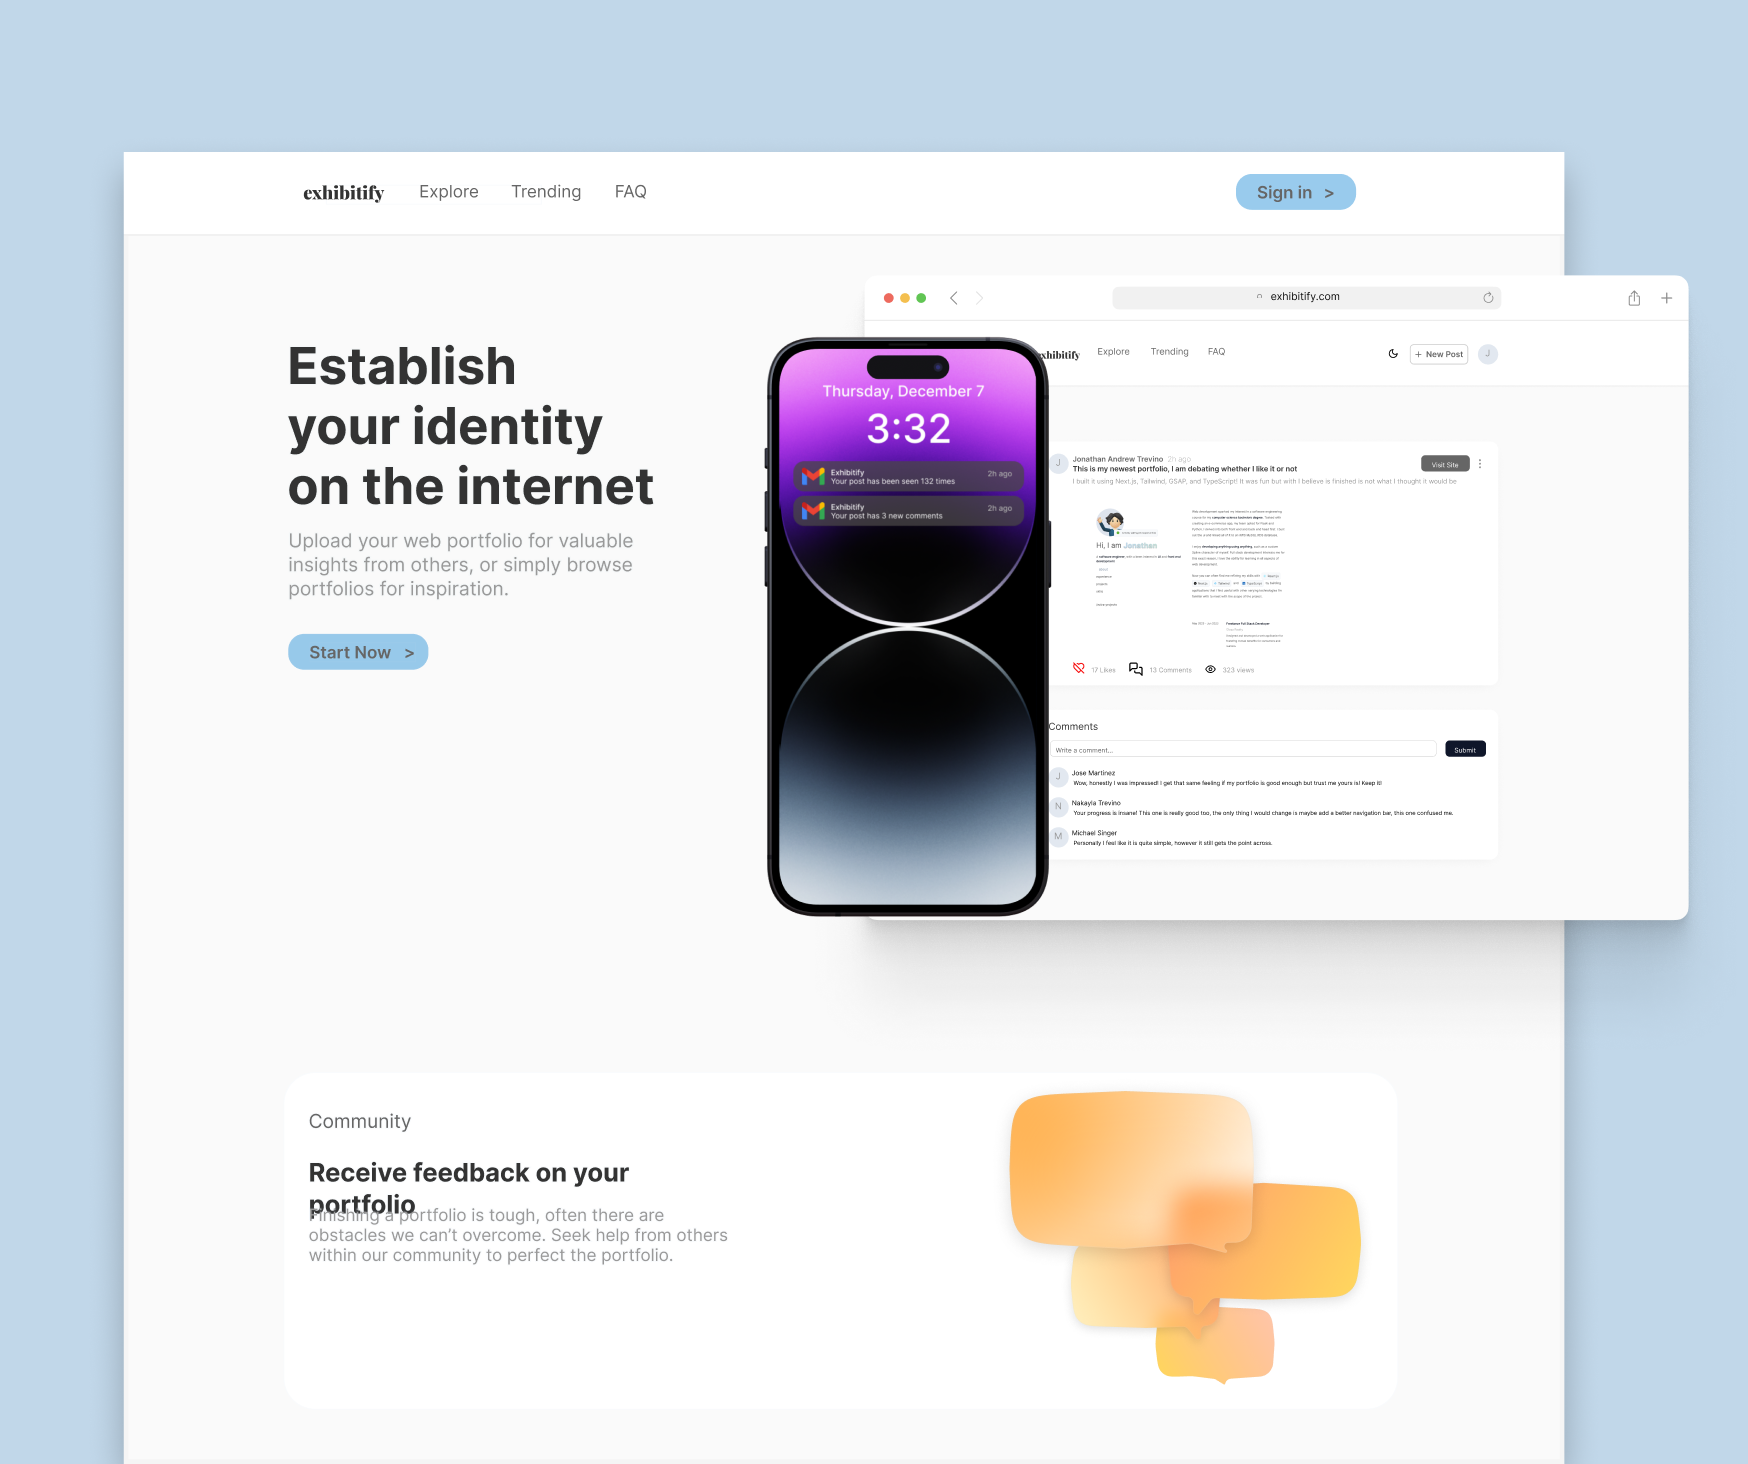 exhibitify Explore Trending FAQ Sign in >
Establish
your identity
on the internet
Upload your web portfolio for valuable
insights from others, or simply browse
portfolios for inspiration.
Start Now >
Thursday, December 7
3:32
Exhibitify 2h ago
Your post has been seen 132 times
Exhibitify 2h ago
Your post has 3 new comments
exhibitify.com
exhibitify Explore Trending FAQ + New Post J
J Jonathan Andrew Trevino 2h ago
This is my newest portfolio, I am debating whether I like it or not
Visit Site
I built it using Next.js, Tailwind, GSAP, and TypeScript! It was fun but with I believe is finished is not what I thought it would be
Hi, I am Jonathan
17 Likes 13 Comments 323 views
Comments
Write a comment... Submit
J Jose Martinez
Wow, honestly I was impressed! I get that same feeling if my portfolio is good enough but trust me yours is! Keep it!
N Nakayla Trevino
Your progress is insane! This one is really good too, the only thing I would change is maybe add a better navigation bar, this one confused me.
M Michael Singer
Personally I feel like it is quite simple, however it still gets the point across.
Community
Receive feedback on your
portfolio
Finishing a portfolio is tough, often there are
obstacles we can't overcome. Seek help from others
within our community to perfect the portfolio.